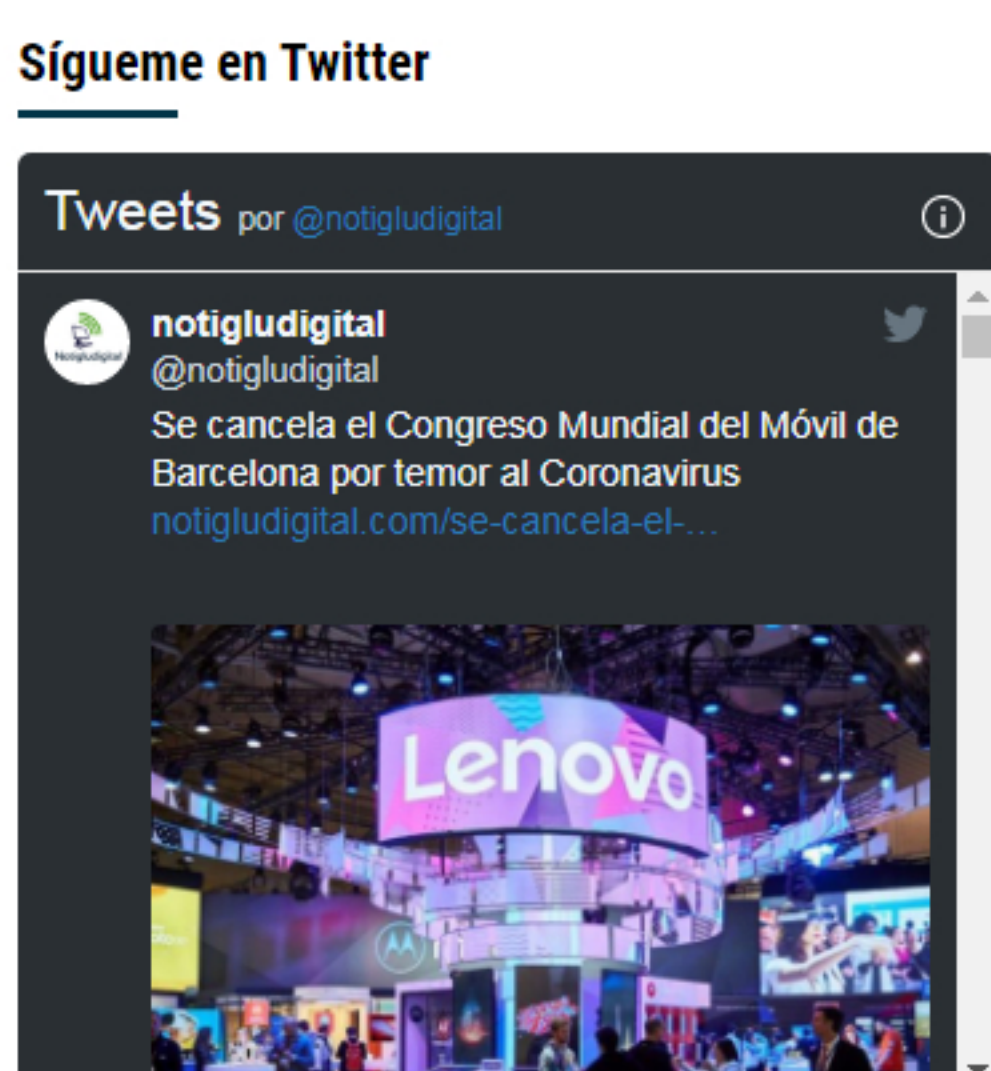 Sígueme en Twitter
Tweets por @notigludigital
notigludigital
@notigludigital
Se cancela el Congreso Mundial del Móvil de
Barcelona por temor al Coronavirus
notigludigital.com/se-cancela-el-...
Lenovo